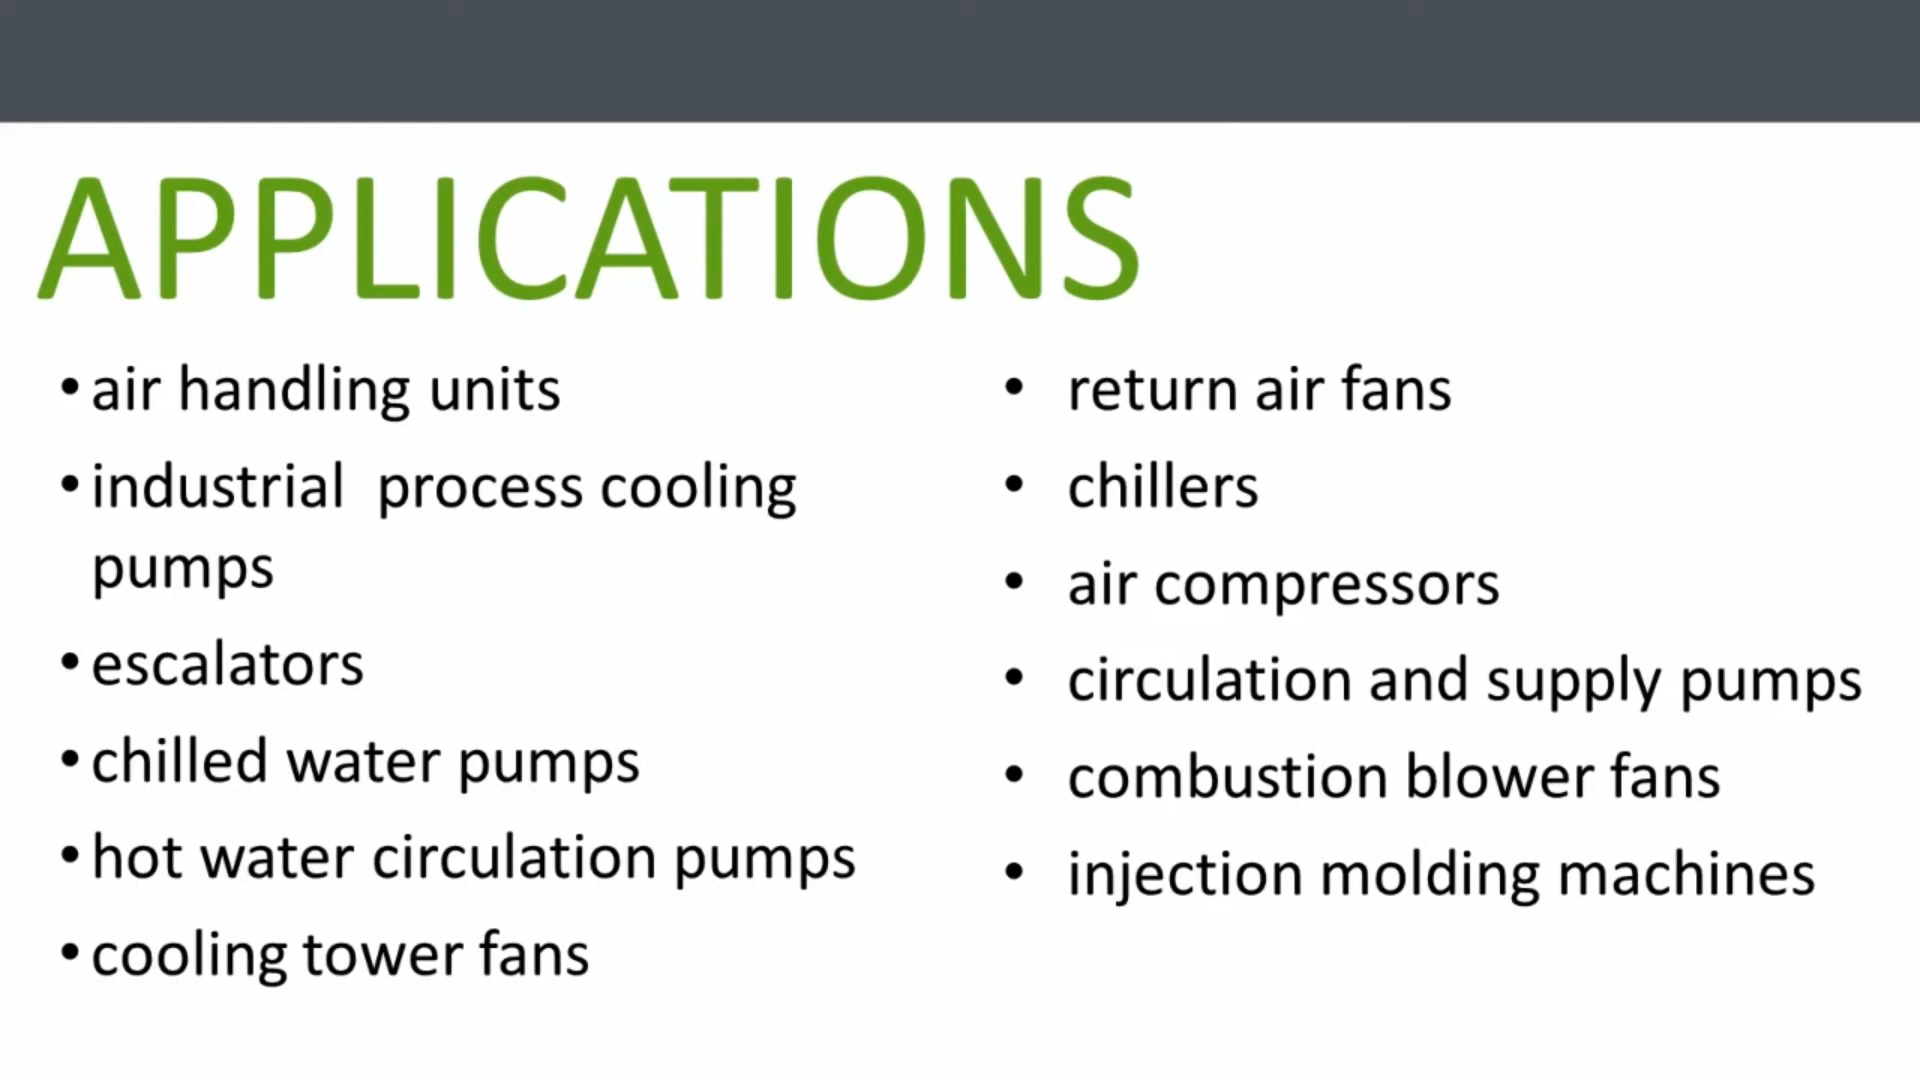 APPLICATIONS
•air handling units
•industrial  process cooling
pumps
•escalators
•chilled water pumps
•hot water circulation pumps
•cooling tower fans
• return air fans
• chillers
• air compressors
• circulation and supply pumps
• combustion blower fans
• injection molding machines